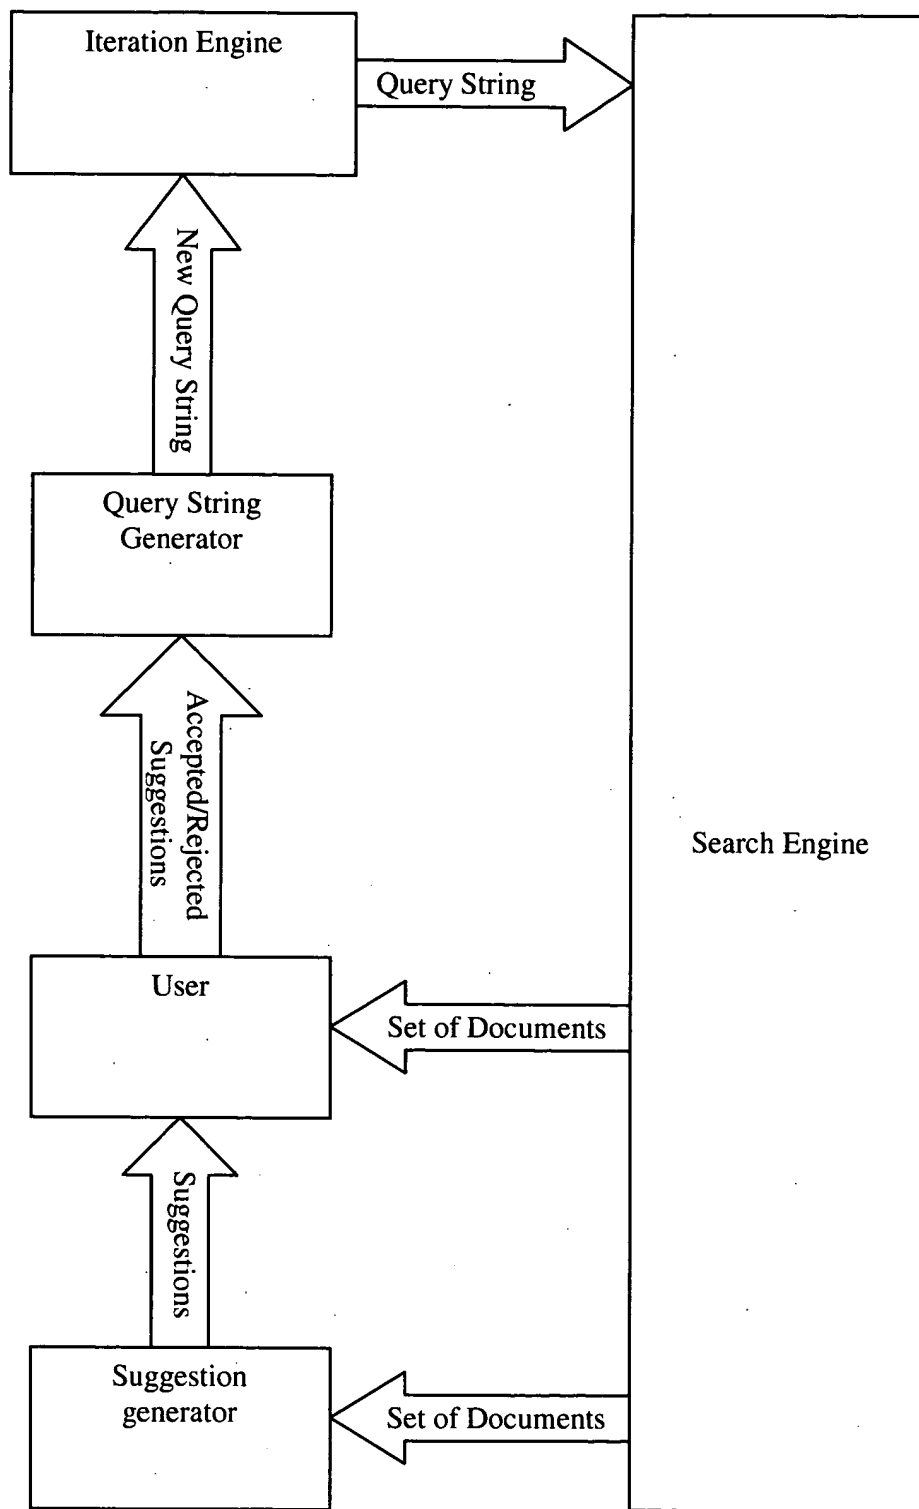 Iteration Engine
Query String
New Query String
Query String
Generator
Accepted/Rejected
Suggestions
Search Engine
User
Set of Documents
Suggestions
Suggestion
generator
Set of Documents